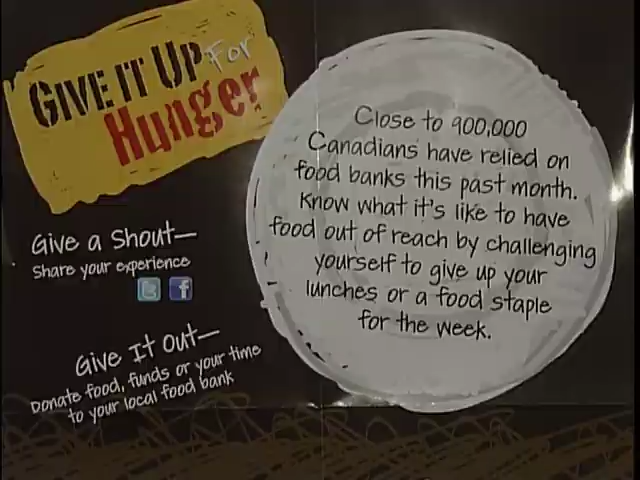 GIVE IT UP For
Hunger
Close to 900,000
Canadians have relied on
food banks this past month.
Know what it's like to have
food out of reach by challenging
yourself to give up your
lunches or a food staple
for the week.
Give a Shout—
Share your experience
Give It out—
Donate food, funds or your time
to your local food bank